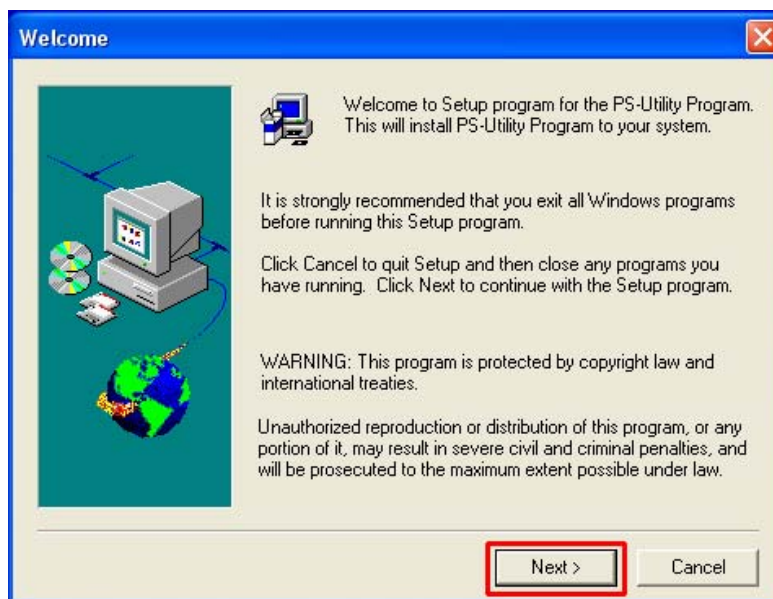 Welcome
Welcome to Setup program for the PS-Utility Program.
This will install PS-Utility Program to your system.
It is strongly recommended that you exit all Windows programs
before running this Setup program.
Click Cancel to quit Setup and then close any programs you
have running.  Click Next to continue with the Setup program.
WARNING: This program is protected by copyright law and
international treaties.
Unauthorized reproduction or distribution of this program, or any
portion of it, may result in severe civil and criminal penalties, and
will be prosecuted to the maximum extent possible under law.
Next >
Cancel